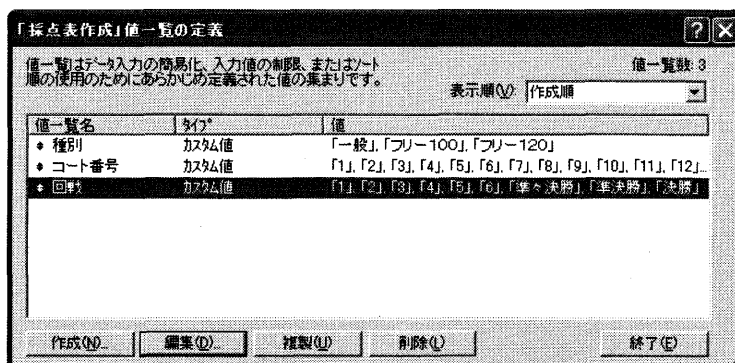 「採点表作成」値一覧の定義
値一覧はデータ入力の簡易化、入力値の制限、またはソート
順の使用のためにあらかじめ定義された値の集まりです。
値一覧数: 3
表示順(V): 作成順
値一覧名 タイプ 値
種別 カスタム値 「一般」, 「フリー100」, 「フリー120」
コート番号 カスタム値 「1」, 「2」, 「3」, 「4」, 「5」, 「6」, 「7」, 「8」, 「9」, 「10」, 「11」, 「12」...
回戦 カスタム値 「1」, 「2」, 「3」, 「4」, 「5」, 「6」, 「準々決勝」, 「準決勝」, 「決勝」
作成(N)... 編集(D)... 複製(U) 削除(L) 終了(E)